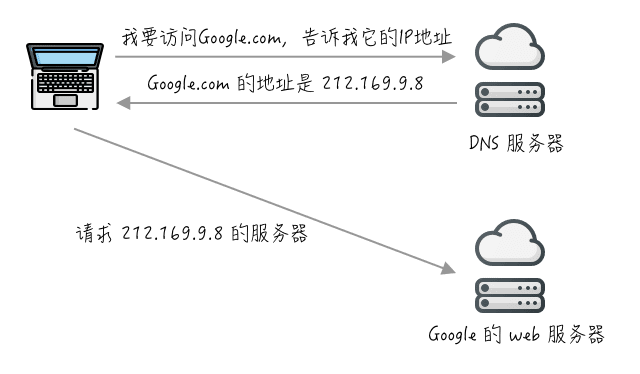 我要访问Google.com，告诉我它的IP地址
Google.com 的地址是 212.169.9.8
DNS 服务器
请求 212.169.9.8 的服务器
Google 的 web 服务器